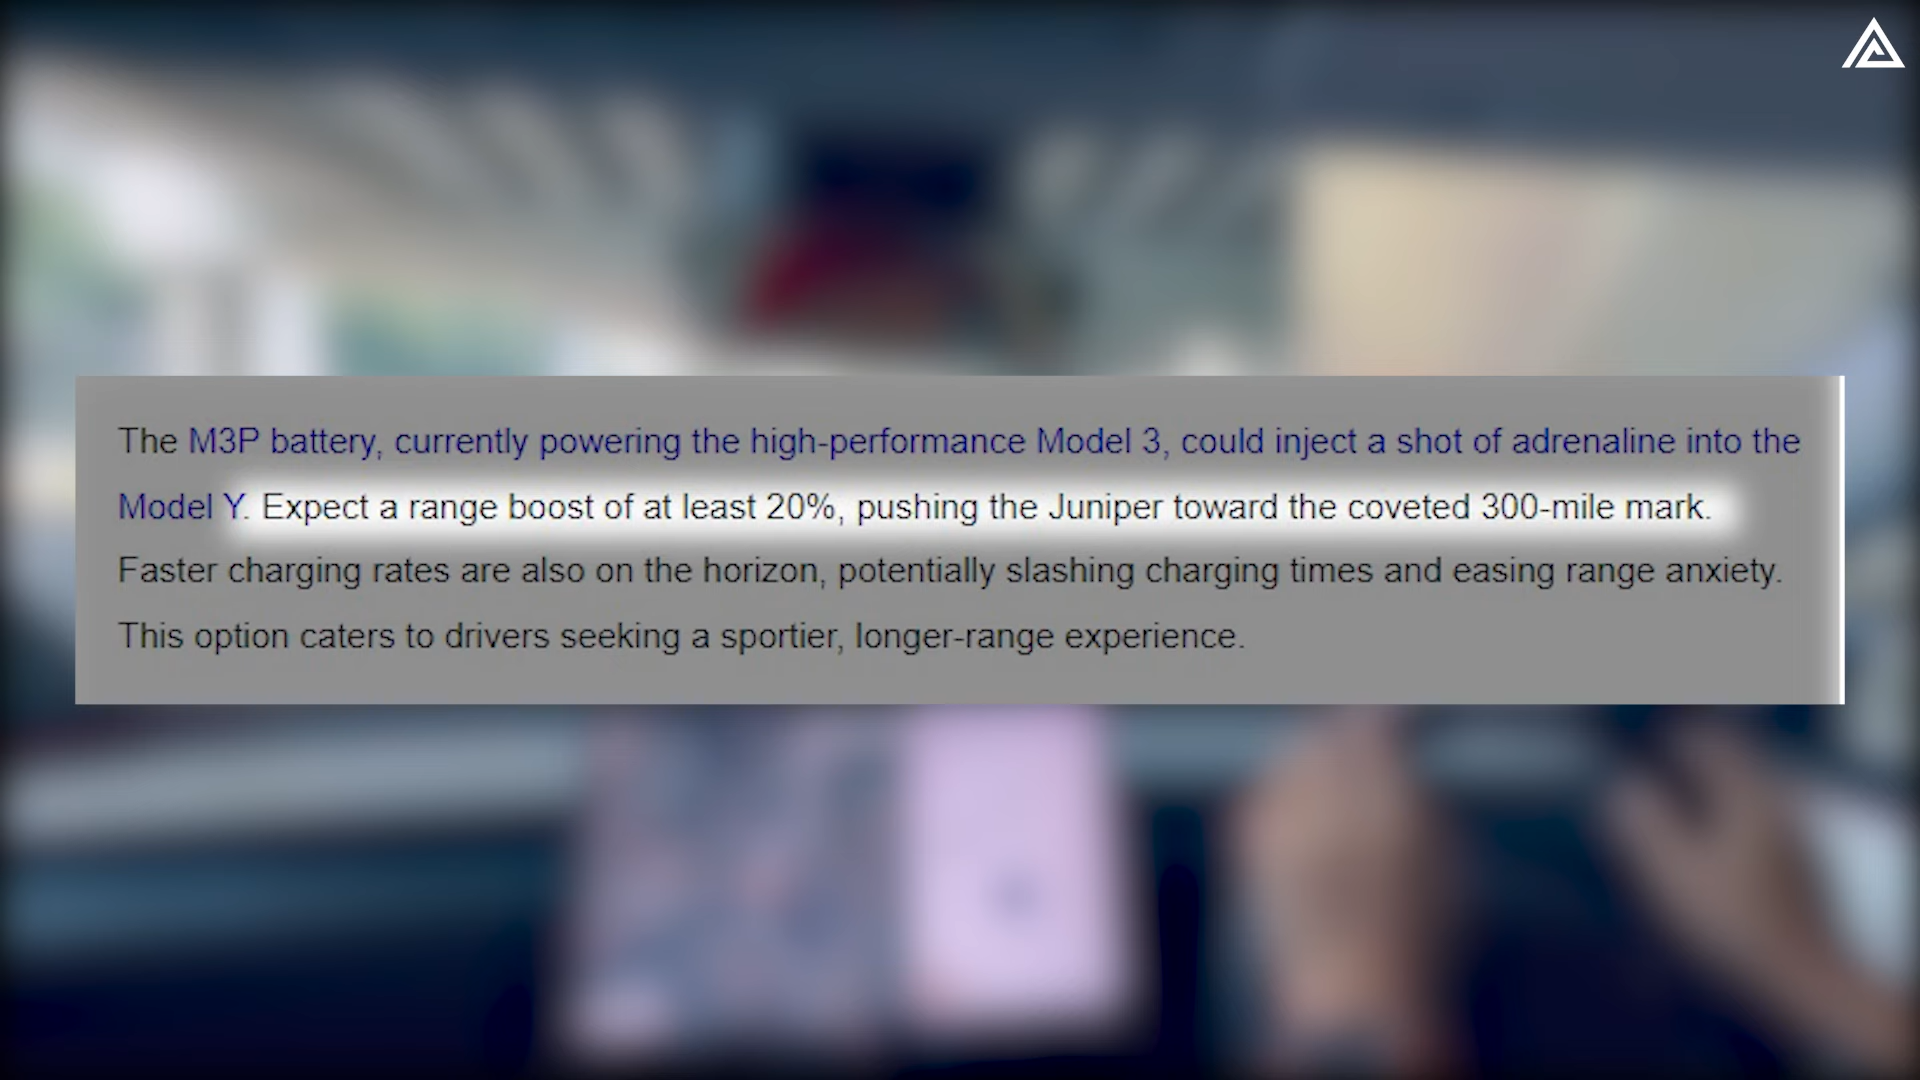 The M3P battery, currently powering the high-performance Model 3, could inject a shot of adrenaline into the
Model Y. Expect a range boost of at least 20%, pushing the Juniper toward the coveted 300-mile mark.
Faster charging rates are also on the horizon, potentially slashing charging times and easing range anxiety.
This option caters to drivers seeking a sportier, longer-range experience.